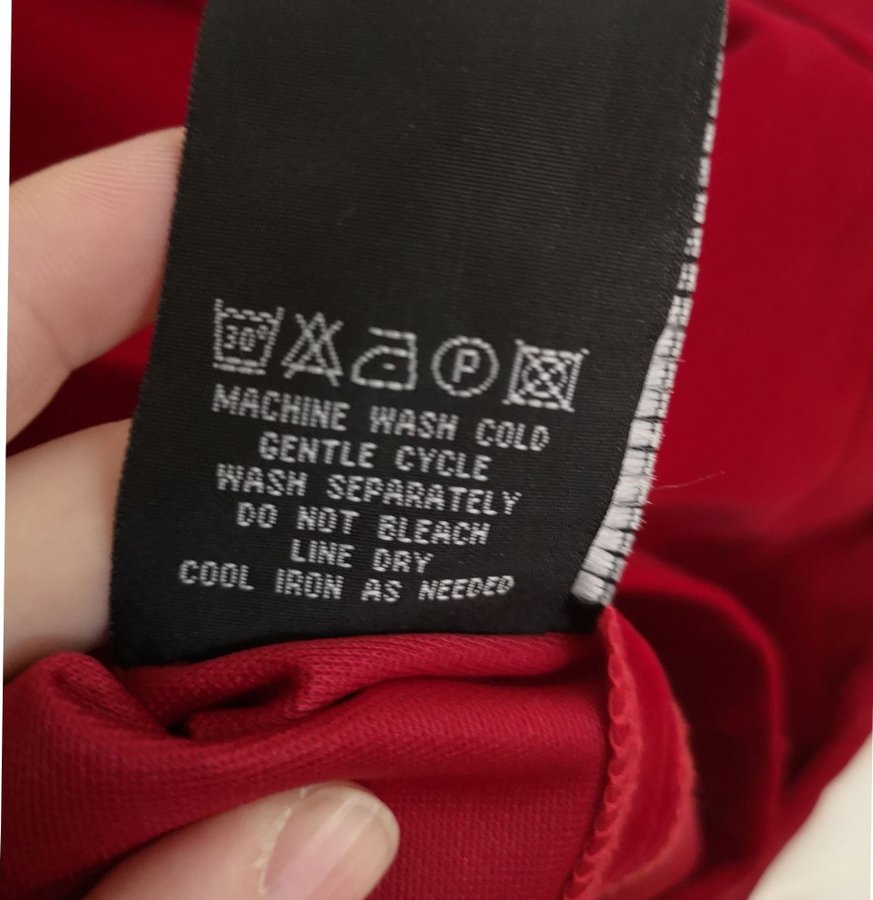 30° P
MACHINE WASH COLD
GENTLE CYCLE
WASH SEPARATELY
DO NOT BLEACH
LINE DRY
COOL IRON AS NEEDED